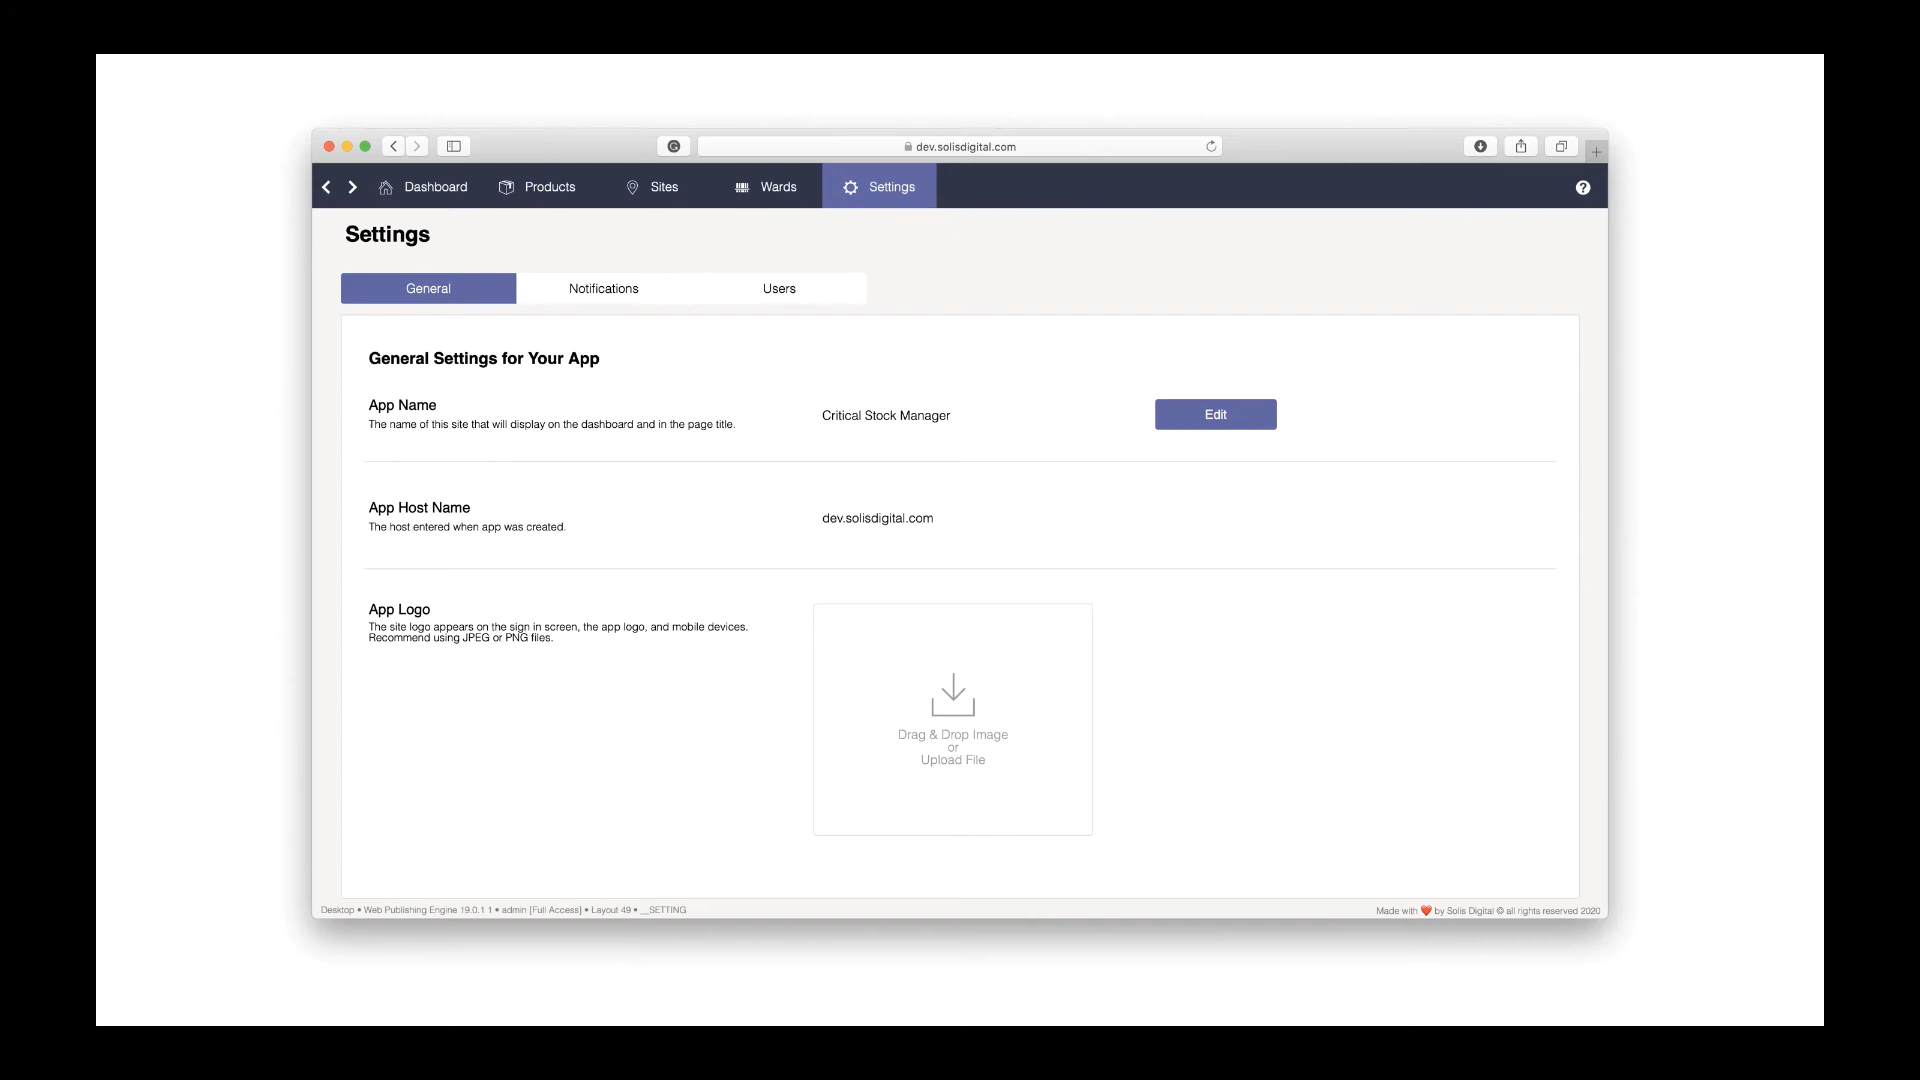 dev.solisdigital.com
Dashboard Products Sites Wards Settings ?
Settings
General Notifications Users
General Settings for Your App
App Name
The name of this site that will display on the dashboard and in the page title.
Critical Stock Manager
Edit
App Host Name
The host entered when app was created.
dev.solisdigital.com
App Logo
The site logo appears on the sign in screen, the app logo, and mobile devices.
Recommend using JPEG or PNG files.
Drag & Drop Image
or
Upload File
Desktop • Web Publishing Engine 19.0.1 1 • admin [Full Access] • Layout 49 • __SETTING
Made with ❤️ by Solis Digital © all rights reserved 2020